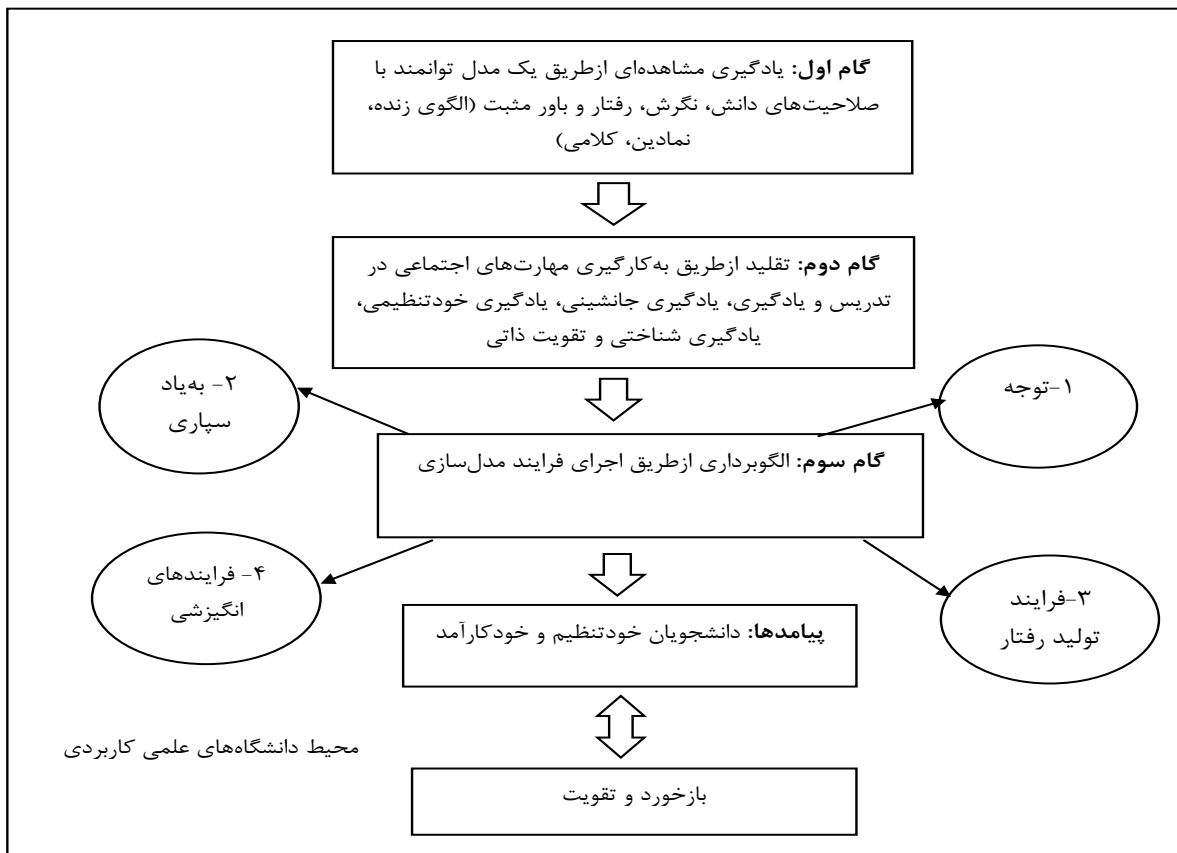 گام اول: یادگیری مشاهده‌ای ازطریق یک مدل توانمند با
صلاحیت‌های دانش، نگرش، رفتار و باور مثبت (الگوی زنده،
نمادین، کلامی)
گام دوم: تقلید ازطریق به‌کارگیری مهارت‌های اجتماعی در
تدریس و یادگیری، یادگیری جانشینی، یادگیری خودتنظیمی،
یادگیری شناختی و تقویت ذاتی
۱-توجه
۲- به‌یاد
سپاری
گام سوم: الگوبرداری ازطریق اجرای فرایند مدل‌سازی
۳-فرایند
تولید رفتار
۴- فرایندهای
انگیزشی
پیامدها: دانشجویان خودتنظیم و خودکارآمد
محیط دانشگاه‌های علمی کاربردی
بازخورد و تقویت